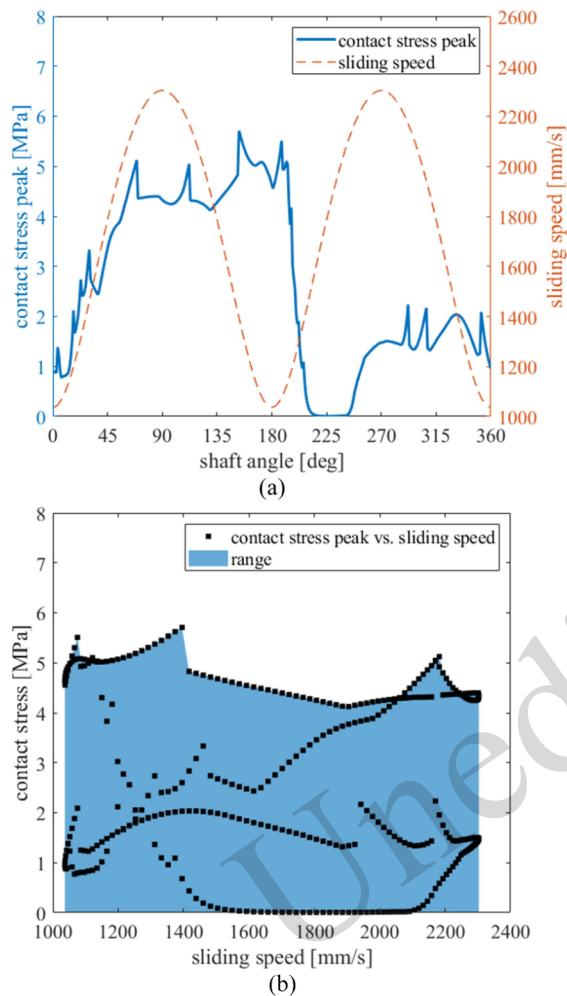 8
7
6
5
4
3
2
1
0
contact stress peak [MPa]
contact stress peak
sliding speed
2600
2400
2200
2000
1800
1600
1400
1200
1000
sliding speed [mm/s]
0 45 90 135 180 225 270 315 360
shaft angle [deg]
(a)
8
7
6
5
4
3
2
1
0
contact stress [MPa]
contact stress peak vs. sliding speed
range
1000 1200 1400 1600 1800 2000 2200 2400
sliding speed [mm/s]
(b)
Uned